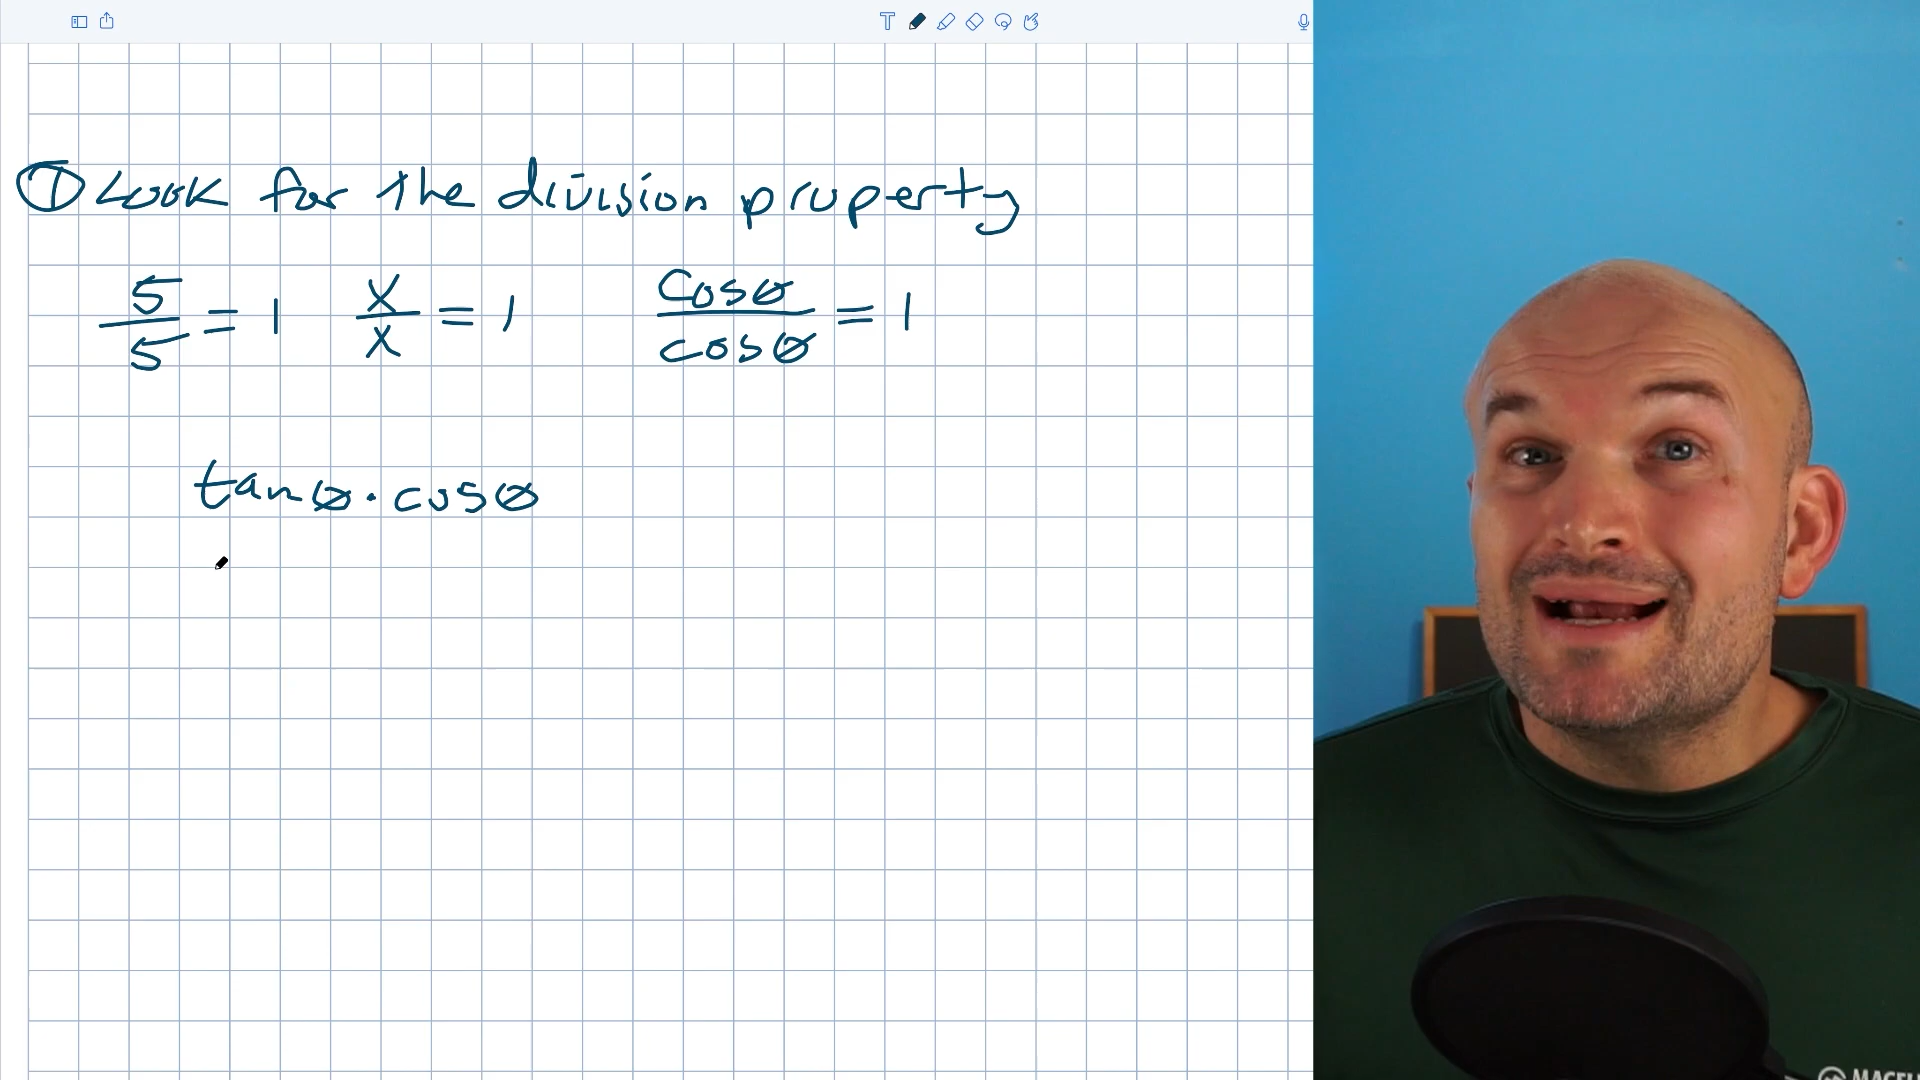 ① Look for the division property
5/5 = 1 x/x = 1 cosθ/cosθ = 1
tanθ · cosθ